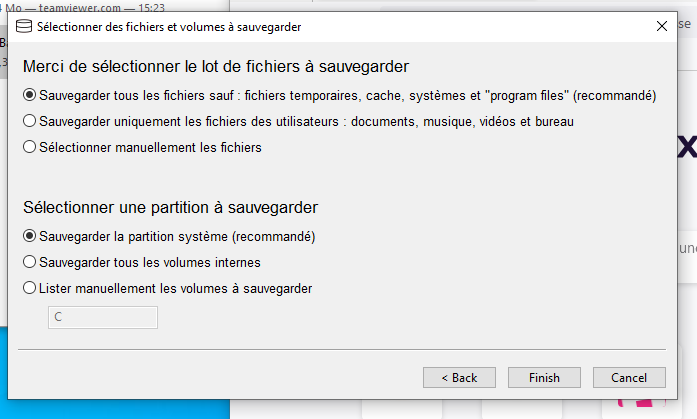 Mo — teamviewer.com — 15:23
Sélectionner des fichiers et volumes à sauvegarder
Merci de sélectionner le lot de fichiers à sauvegarder
Sauvegarder tous les fichiers sauf : fichiers temporaires, cache, systèmes et "program files" (recommandé)
Sauvegarder uniquement les fichiers des utilisateurs : documents, musique, vidéos et bureau
Sélectionner manuellement les fichiers
Sélectionner une partition à sauvegarder
Sauvegarder la partition système (recommandé)
Sauvegarder tous les volumes internes
Lister manuellement les volumes à sauvegarder
C
< Back
Finish
Cancel